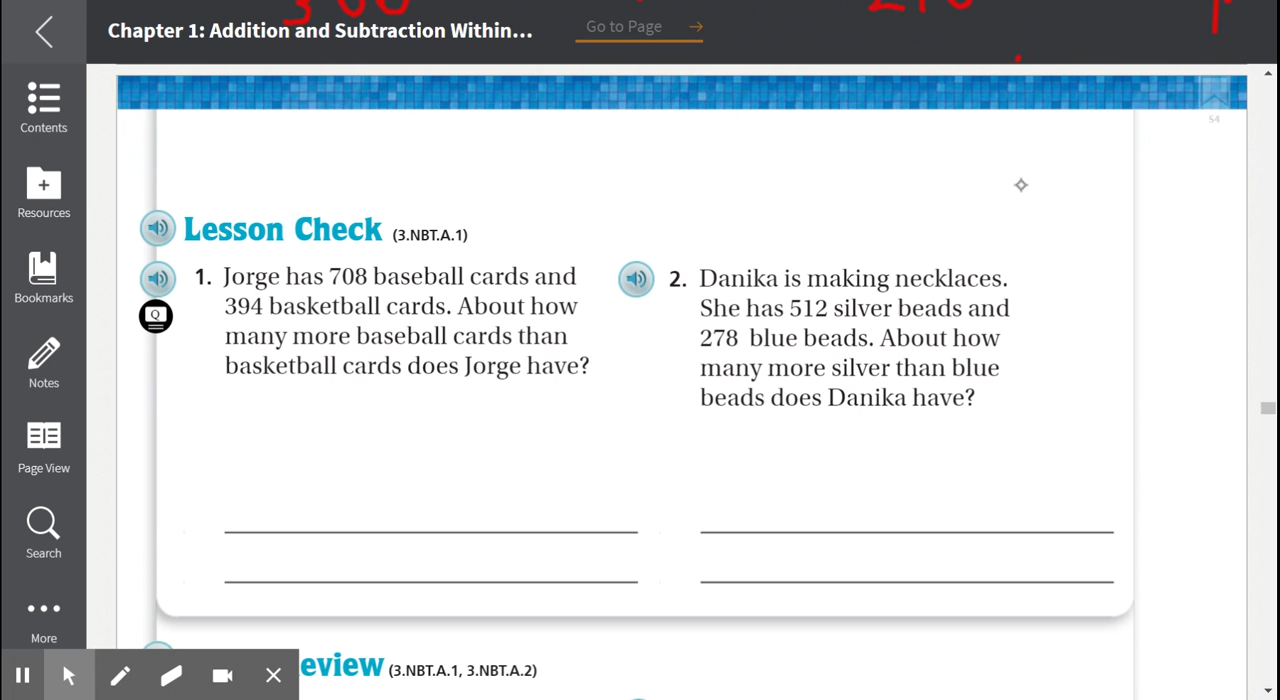 300 210
Chapter 1: Addition and Subtraction Within...
Go to Page →
Contents
Resources
Bookmarks
Notes
Page View
Search
More
54
Lesson Check (3.NBT.A.1)
1. Jorge has 708 baseball cards and
394 basketball cards. About how
many more baseball cards than
basketball cards does Jorge have?
Q
2. Danika is making necklaces.
She has 512 silver beads and
278 blue beads. About how
many more silver than blue
beads does Danika have?
eview (3.NBT.A.1, 3.NBT.A.2)